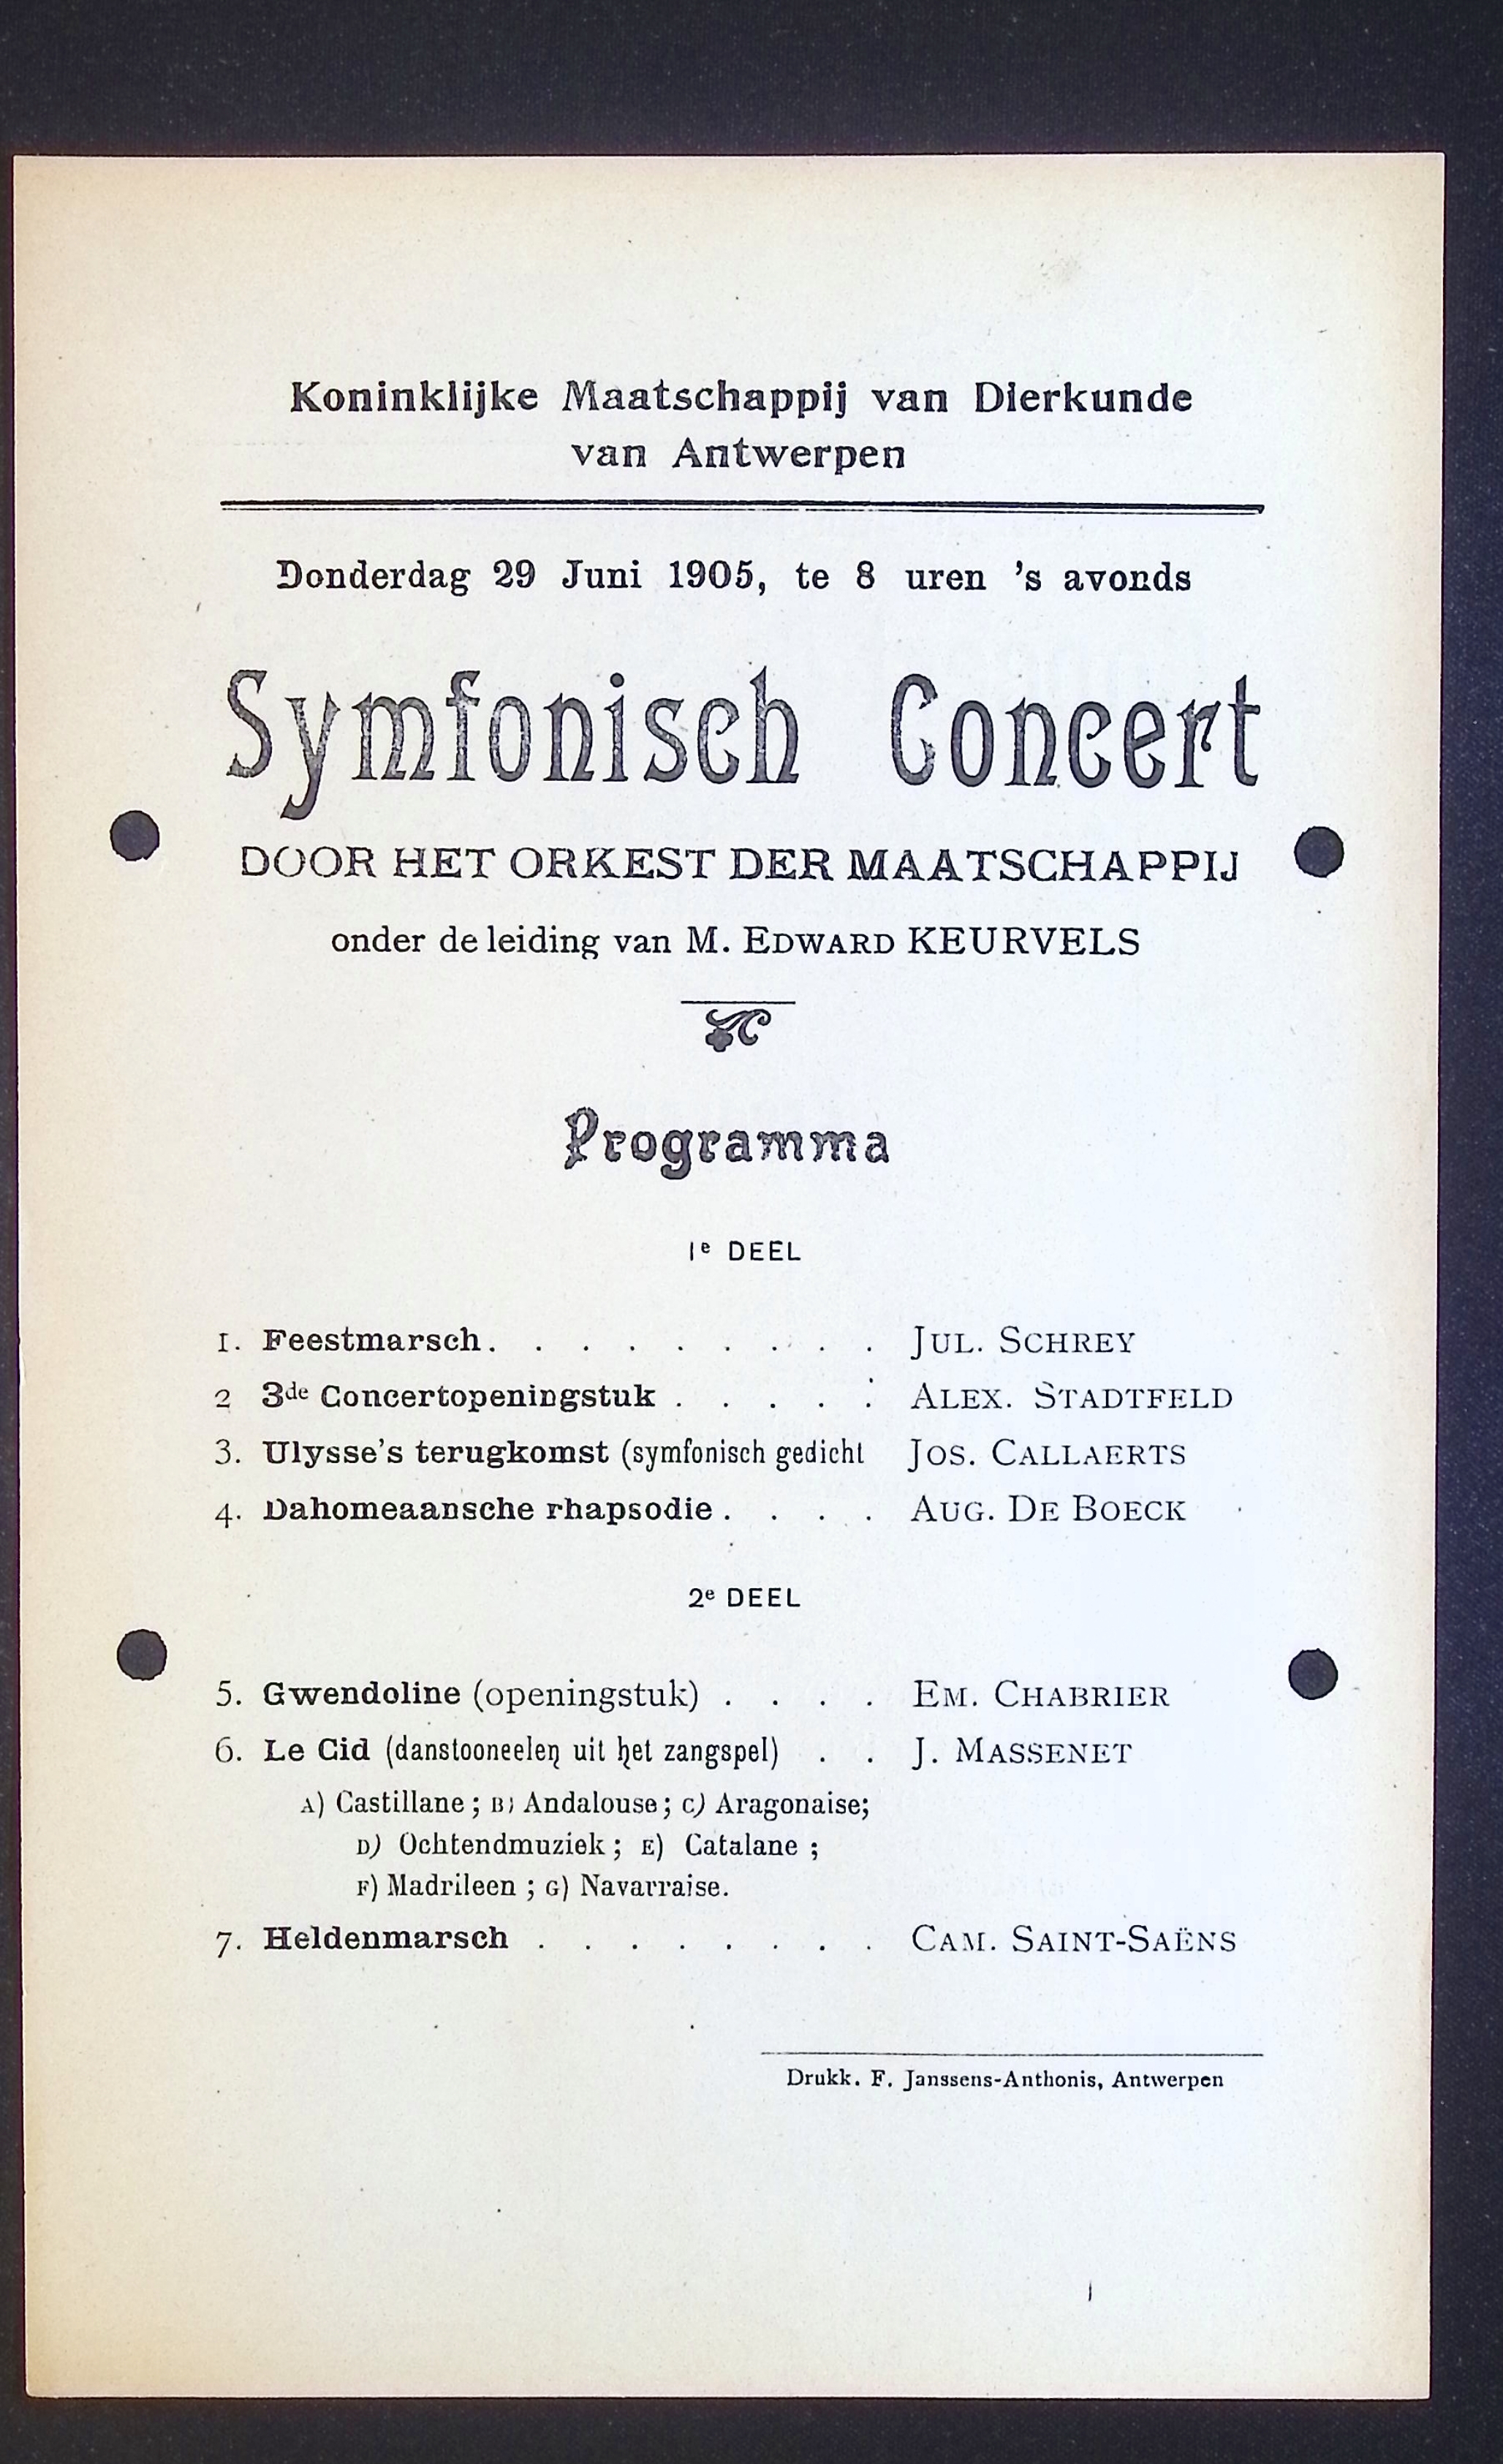 Koninklijke Maatschappij van Dierkunde
van Antwerpen
Donderdag 29 Juni 1905, te 8 uren 's avonds
Symfonisch Concert
DOOR HET ORKEST DER MAATSCHAPPIJ
onder de leiding van M. EDWARD KEURVELS
Programma
1e DEEL
1. Feestmarsch . . . . . . . . . JUL. SCHREY
2 3de Concertopeningstuk . . . . . ALEX. STADTFELD
3. Ulysse's terugkomst (symfonisch gedicht JOS. CALLAERTS
4. Dahomeaansche rhapsodie . . . . AUG. DE BOECK
2e DEEL
5. Gwendoline (openingstuk) . . . . EM. CHABRIER
6. Le Cid (danstooneelen uit het zangspel) . . J. MASSENET
A) Castillane ; B) Andalouse ; C) Aragonaise;
D) Ochtendmuziek ; E) Catalane ;
F) Madrileen ; G) Navarraise.
7. Heldenmarsch . . . . . . . . CAM. SAINT-SAËNS
Drukk. F. Janssens-Anthonis, Antwerpen